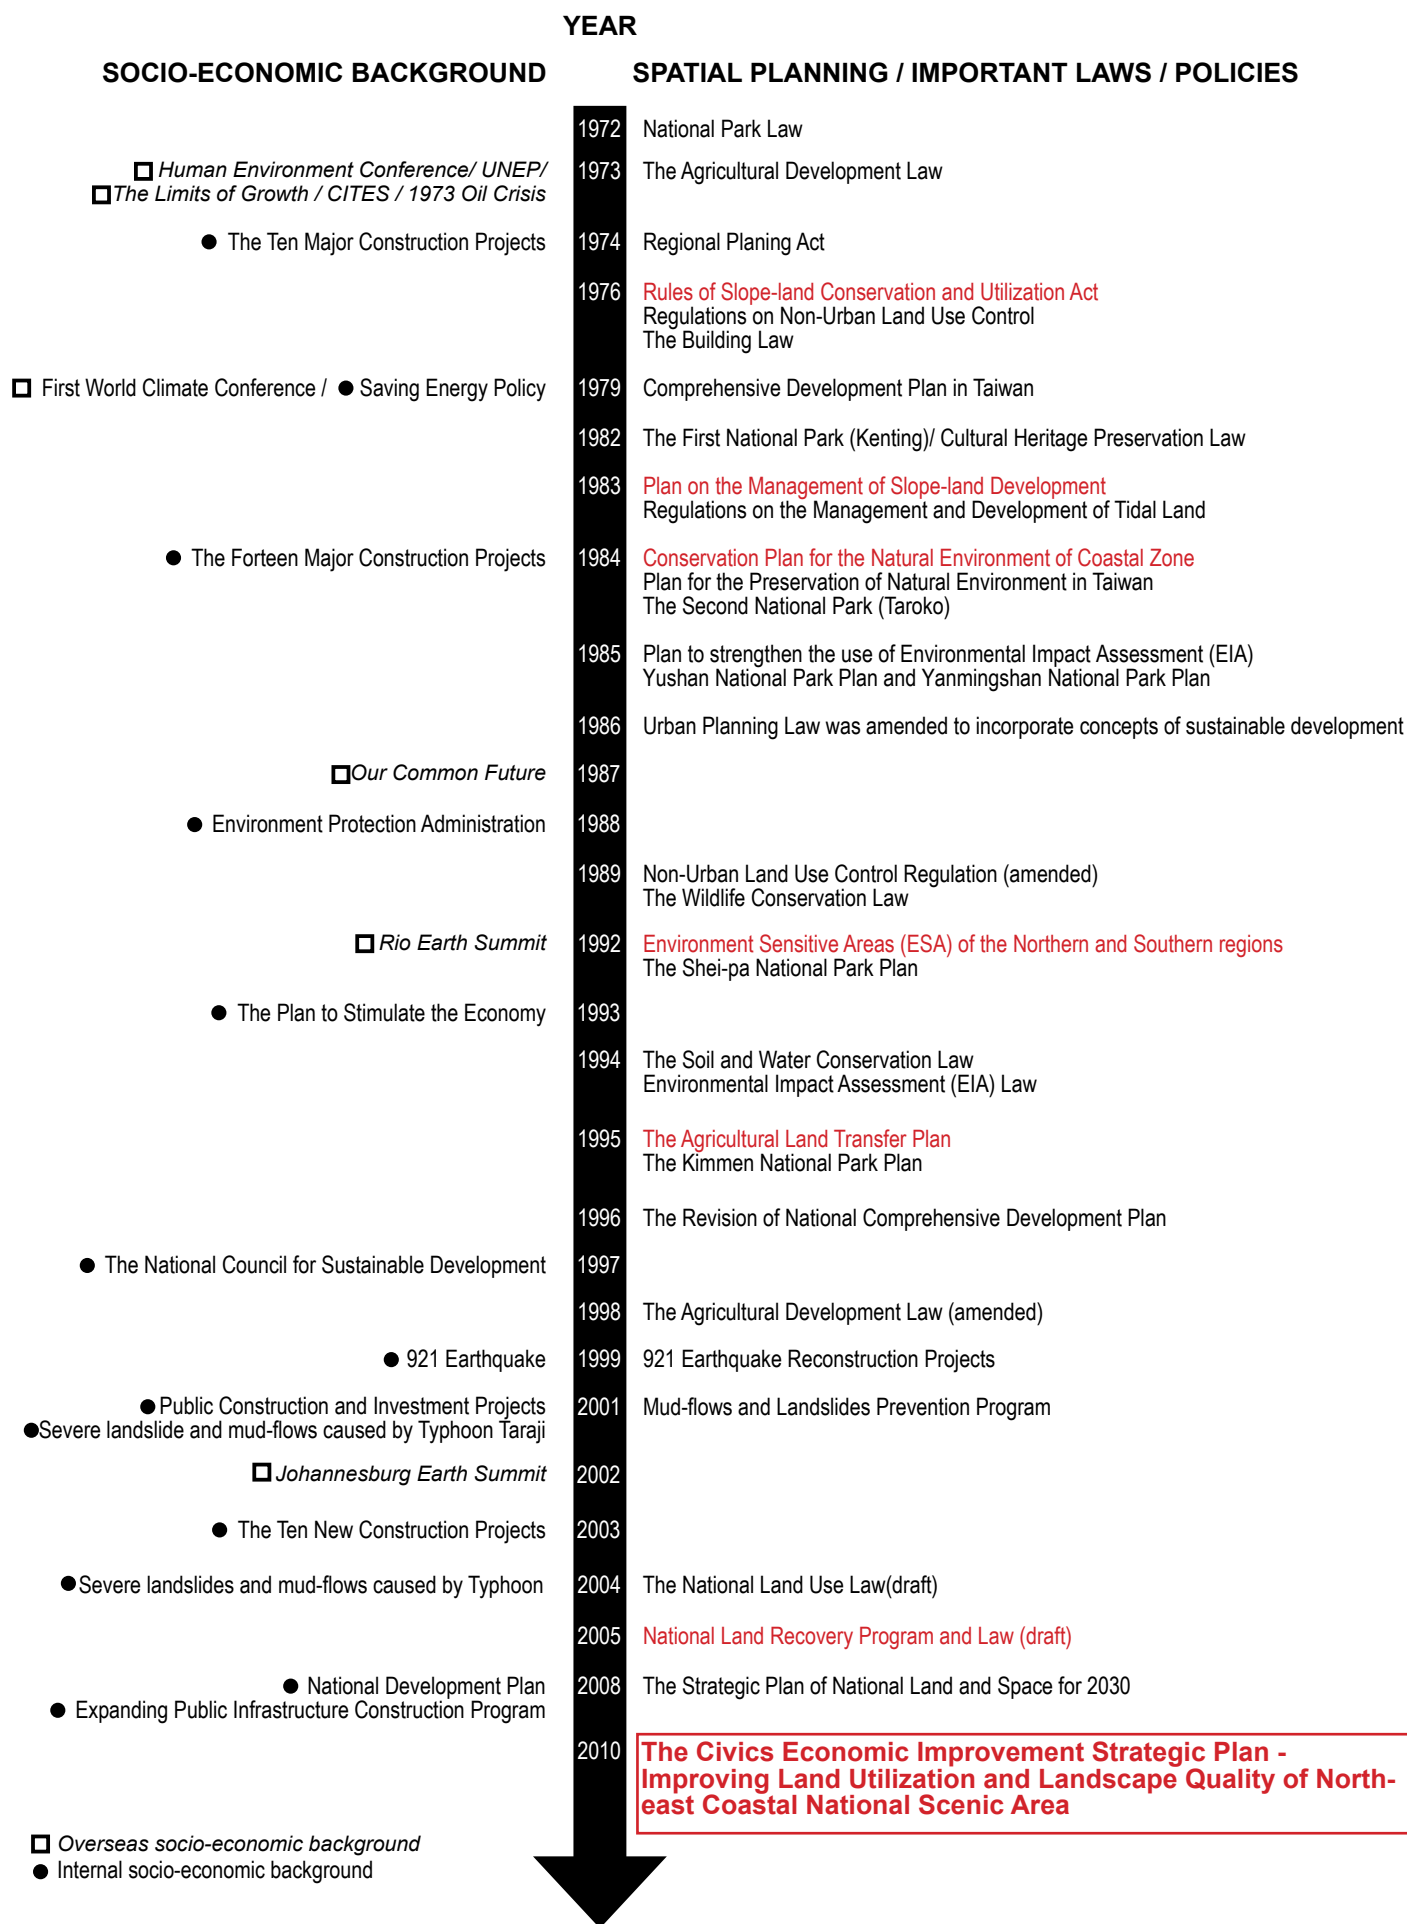 YEAR
SOCIO-ECONOMIC BACKGROUND
SPATIAL PLANNING / IMPORTANT LAWS / POLICIES
1972 National Park Law
Human Environment Conference/ UNEP/ 1973 The Agricultural Development Law
The Limits of Growth / CITES / 1973 Oil Crisis
The Ten Major Construction Projects 1974 Regional Planing Act
1976 Rules of Slope-land Conservation and Utilization Act
Regulations on Non-Urban Land Use Control
The Building Law
First World Climate Conference / ● Saving Energy Policy 1979 Comprehensive Development Plan in Taiwan
1982 The First National Park (Kenting)/ Cultural Heritage Preservation Law
1983 Plan on the Management of Slope-land Development
Regulations on the Management and Development of Tidal Land
The Forteen Major Construction Projects 1984 Conservation Plan for the Natural Environment of Coastal Zone
Plan for the Preservation of Natural Environment in Taiwan
The Second National Park (Taroko)
1985 Plan to strengthen the use of Environmental Impact Assessment (EIA)
Yushan National Park Plan and Yanmingshan National Park Plan
1986 Urban Planning Law was amended to incorporate concepts of sustainable development
Our Common Future 1987
Environment Protection Administration 1988
1989 Non-Urban Land Use Control Regulation (amended)
The Wildlife Conservation Law
Rio Earth Summit 1992 Environment Sensitive Areas (ESA) of the Northern and Southern regions
The Shei-pa National Park Plan
The Plan to Stimulate the Economy 1993
1994 The Soil and Water Conservation Law
Environmental Impact Assessment (EIA) Law
1995 The Agricultural Land Transfer Plan
The Kimmen National Park Plan
1996 The Revision of National Comprehensive Development Plan
The National Council for Sustainable Development 1997
1998 The Agricultural Development Law (amended)
921 Earthquake 1999 921 Earthquake Reconstruction Projects
Public Construction and Investment Projects 2001 Mud-flows and Landslides Prevention Program
Severe landslide and mud-flows caused by Typhoon Taraji
Johannesburg Earth Summit 2002
The Ten New Construction Projects 2003
Severe landslides and mud-flows caused by Typhoon 2004 The National Land Use Law(draft)
2005 National Land Recovery Program and Law (draft)
National Development Plan 2008 The Strategic Plan of National Land and Space for 2030
Expanding Public Infrastructure Construction Program
2010 The Civics Economic Improvement Strategic Plan -
Improving Land Utilization and Landscape Quality of North-
east Coastal National Scenic Area
Overseas socio-economic background
Internal socio-economic background